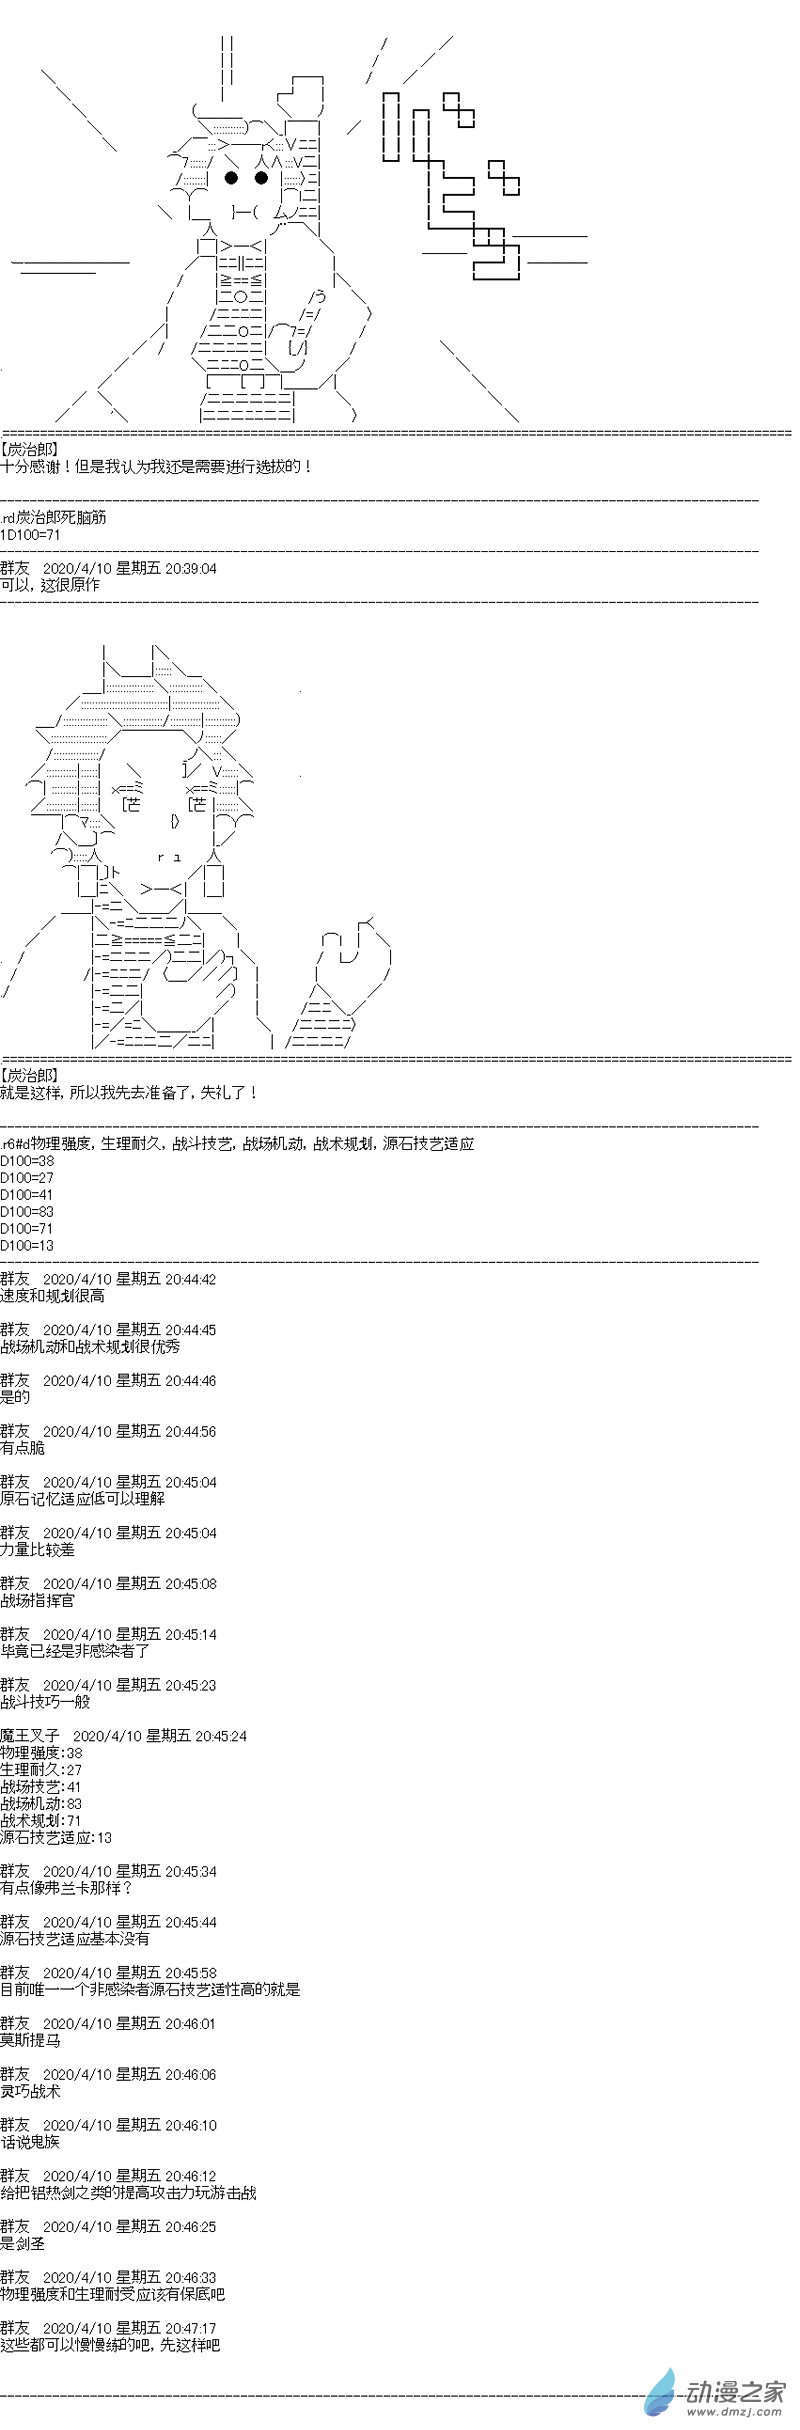 【炭治郎】
十分感谢！但是我认为我还是需要进行选拔的！
.rd炭治郎死脑筋
1D100=71
群友 2020/4/10 星期五 20:39:04
可以, 这很原作
【炭治郎】
就是这样, 所以我先去准备了, 失礼了！
.r6#d物理强度, 生理耐久, 战斗技艺, 战场机动, 战术规划, 源石技艺适应
D100=38
D100=27
D100=41
D100=83
D100=71
D100=13
群友 2020/4/10 星期五 20:44:42
速度和规划很高
群友 2020/4/10 星期五 20:44:45
战场机动和战术规划很优秀
群友 2020/4/10 星期五 20:44:46
是的
群友 2020/4/10 星期五 20:44:56
有点脆
群友 2020/4/10 星期五 20:45:04
原石记忆适应低可以理解
群友 2020/4/10 星期五 20:45:04
力量比较差
群友 2020/4/10 星期五 20:45:08
战场指挥官
群友 2020/4/10 星期五 20:45:14
毕竟已经是非感染者了
群友 2020/4/10 星期五 20:45:23
战斗技巧一般
魔王叉子 2020/4/10 星期五 20:45:24
物理强度:38
生理耐久:27
战场技艺:41
战场机动:83
战术规划:71
源石技艺适应:13
群友 2020/4/10 星期五 20:45:34
有点像弗兰卡那样？
群友 2020/4/10 星期五 20:45:44
源石技艺适应基本没有
群友 2020/4/10 星期五 20:45:58
目前唯一一个非感染者源石技艺适性高的就是
群友 2020/4/10 星期五 20:46:01
莫斯提马
群友 2020/4/10 星期五 20:46:06
灵巧战术
群友 2020/4/10 星期五 20:46:10
话说鬼族
群友 2020/4/10 星期五 20:46:12
给把铝热剑之类的提高攻击力玩游击战
群友 2020/4/10 星期五 20:46:25
是剑圣
群友 2020/4/10 星期五 20:46:33
物理强度和生理耐受应该有保底吧
群友 2020/4/10 星期五 20:47:17
这些都可以慢慢练的吧, 先这样吧
动漫之家
www.dmzj.com